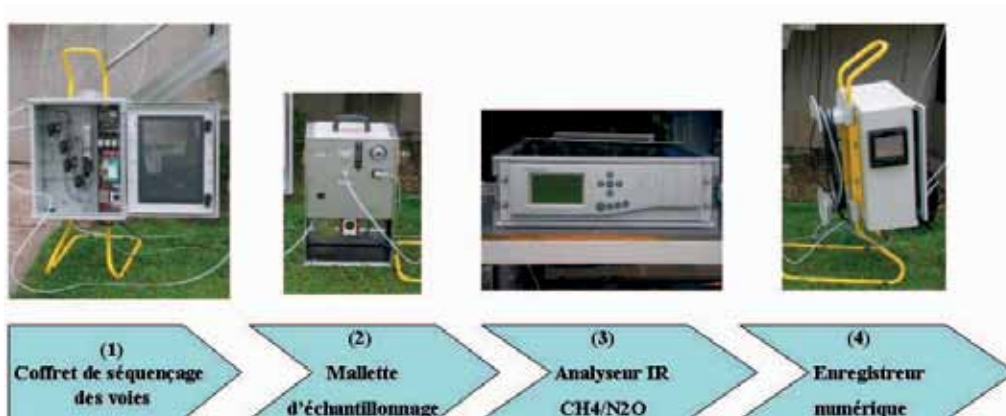 (1)
Coffret de séquençage
des voies
(2)
Mallette
d'échantillonnage
(3)
Analyseur IR
CH4/N2O
(4)
Enregistreur
numérique